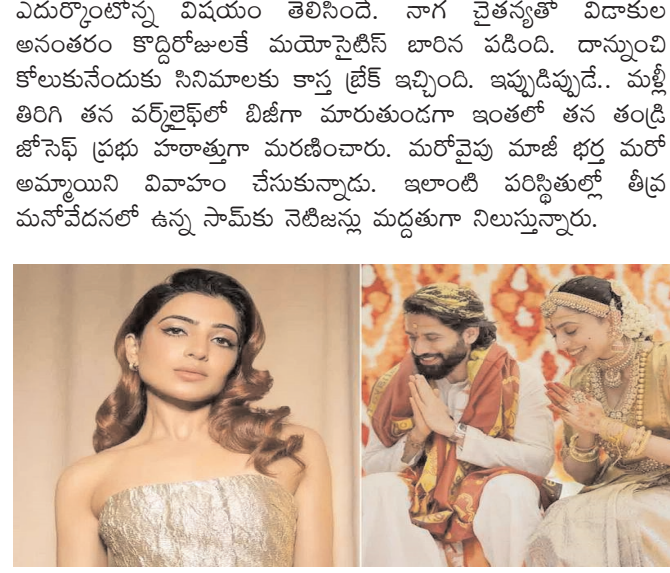 ఎదుర్కొంటోన్న విషయం తెలిసిందే. నాగ చైతన్యతో విడాకుల
అనంతరం కొద్దిరోజులకే మయోసైటిస్ బారిన పడింది. దాన్నుంచి
కోలుకునేందుకు సినిమాలకు కాస్త బ్రేక్ ఇచ్చింది. ఇప్పుడిప్పుడే.. మళ్లీ
తిరిగి తన వర్క్‌లైఫ్‌లో బిజీగా మారుతుండగా ఇంతలో తన తండ్రి
జోసెఫ్ ప్రభు హఠాత్తుగా మరణించారు. మరోవైపు మాజీ భర్త మరో
అమ్మాయిని వివాహం చేసుకున్నాడు. ఇలాంటి పరిస్థితుల్లో తీవ్ర
మనోవేదనలో ఉన్న సామ్‌కు నెటిజన్లు మద్దతుగా నిలుస్తున్నారు.